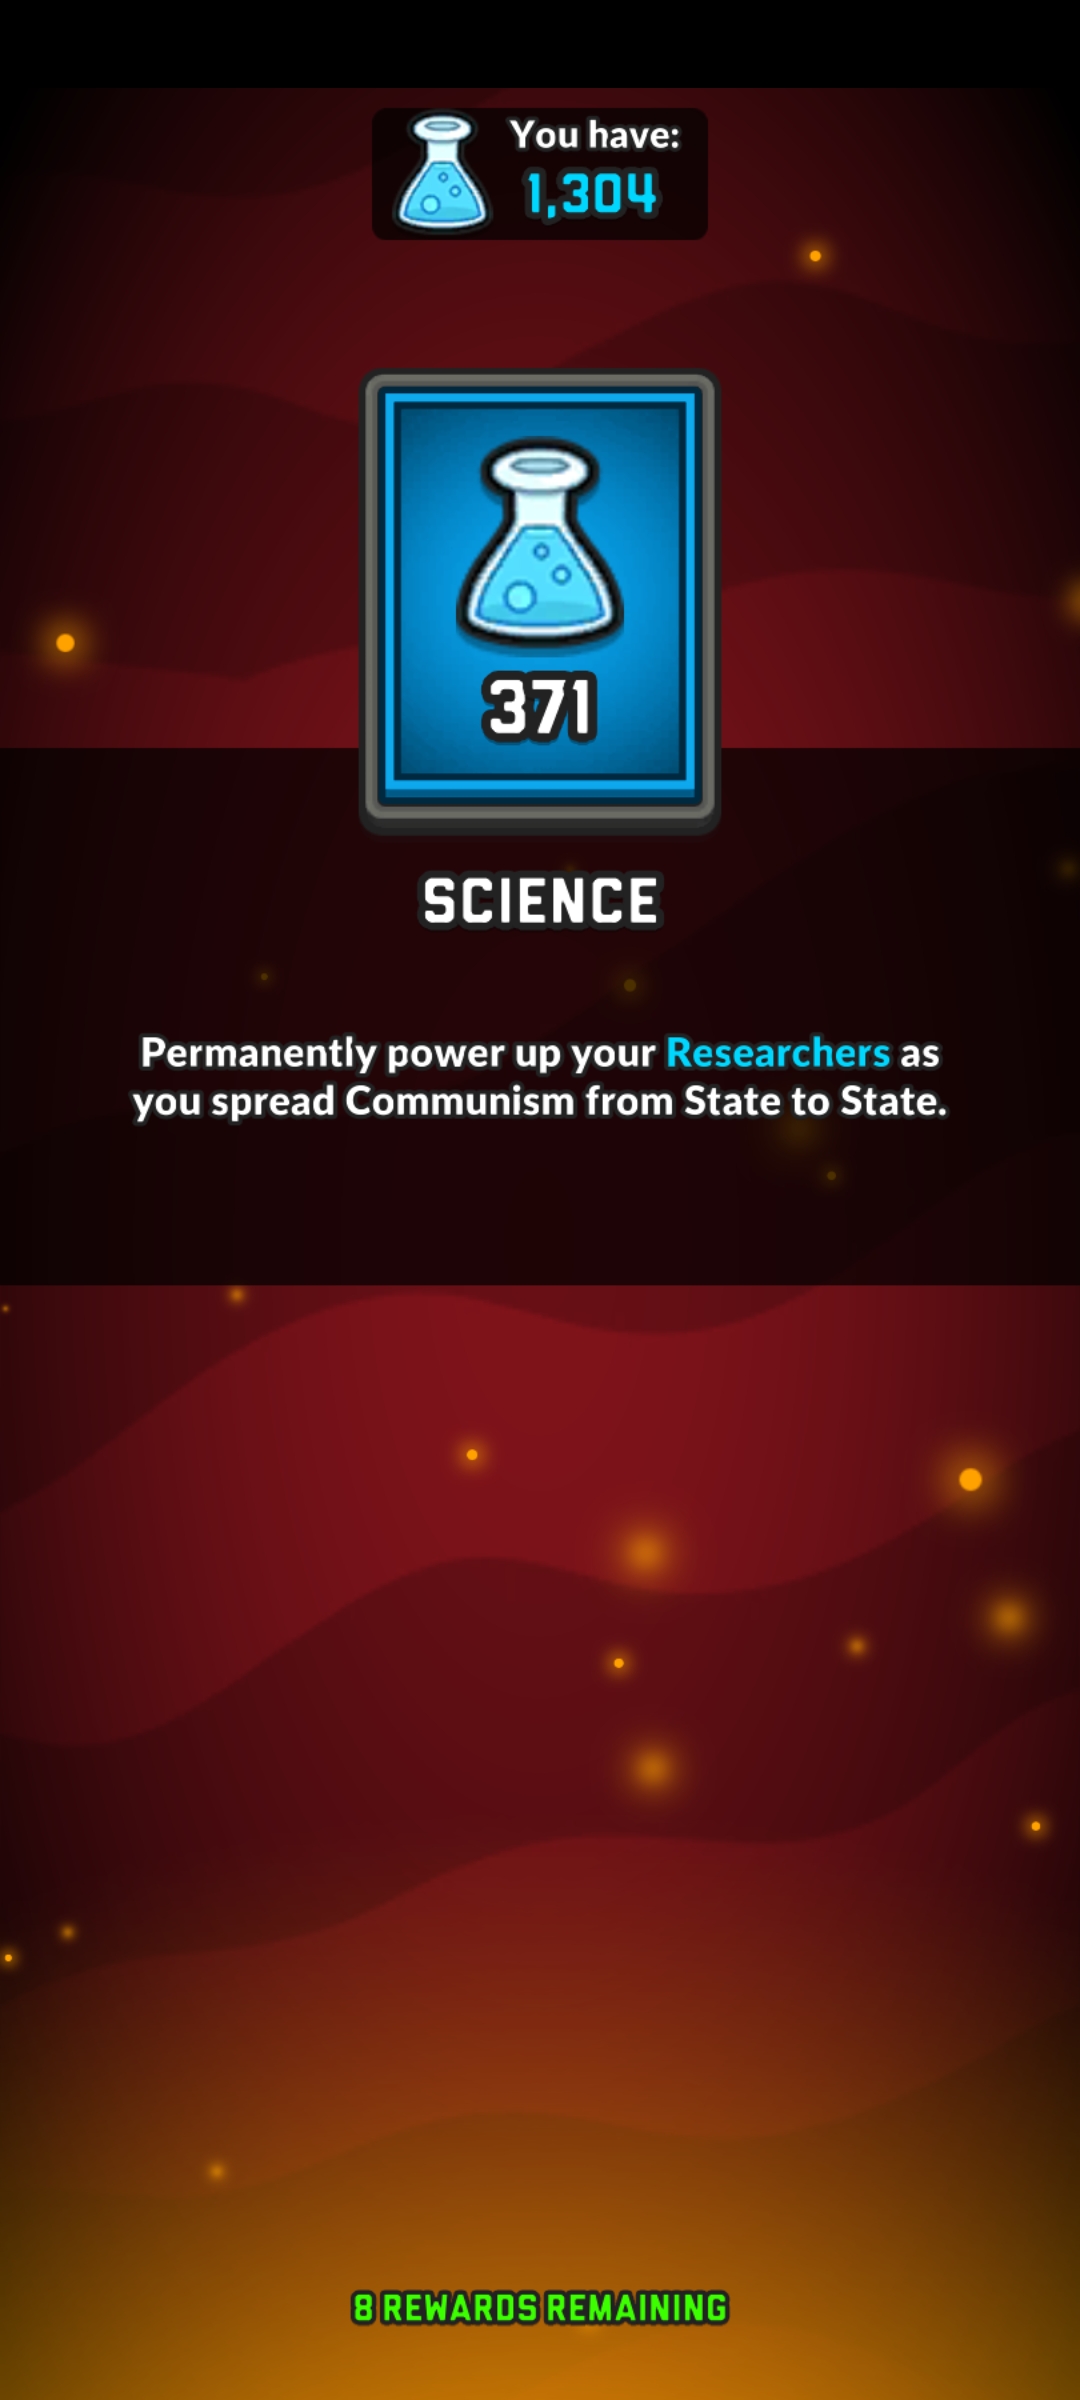 You have:
1,304
371
SCIENCE
Permanently power up your Researchers as
you spread Communism from State to State.
8 REWARDS REMAINING